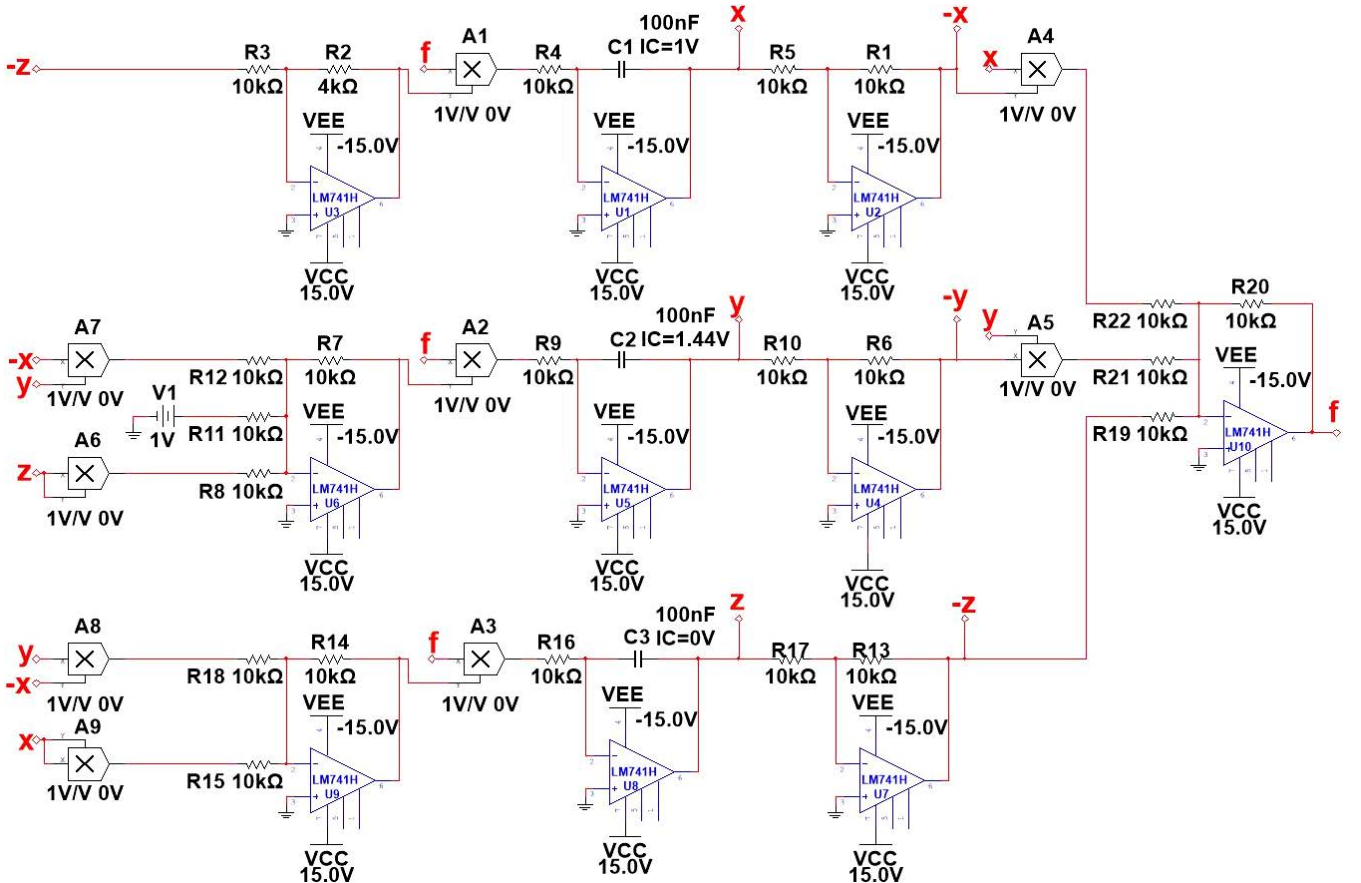 -z
R3
10kΩ
R2
4kΩ
f
A1
1V/V 0V
R4
10kΩ
100nF
C1 IC=1V
x
R5
10kΩ
-x
R1
10kΩ
x
A4
1V/V 0V
VEE
-15.0V
LM741H
U3
VCC
15.0V
VEE
-15.0V
LM741H
U1
VCC
15.0V
VEE
-15.0V
LM741H
U2
VCC
15.0V
A7
-x
y
1V/V 0V
R12 10kΩ
V1
1V
R11 10kΩ
A6
z
1V/V 0V
R8 10kΩ
R7
10kΩ
f
A2
1V/V 0V
R9
10kΩ
100nF
C2 IC=1.44V
y
R10
10kΩ
R6
10kΩ
-y
y
A5
1V/V 0V
VEE
-15.0V
LM741H
U6
VCC
15.0V
VEE
-15.0V
LM741H
U5
VCC
15.0V
VEE
-15.0V
LM741H
U4
VCC
15.0V
R22 10kΩ
R20
10kΩ
R21 10kΩ
R19 10kΩ
VEE
-15.0V
LM741H
U10
f
VCC
15.0V
A8
y
-x
1V/V 0V
R18 10kΩ
A9
x
1V/V 0V
R15 10kΩ
R14
10kΩ
f
A3
1V/V 0V
R16
10kΩ
100nF
C3 IC=0V
z
R17
10kΩ
R13
10kΩ
-z
VEE
-15.0V
LM741H
U9
VCC
15.0V
VEE
-15.0V
LM741H
U8
VCC
15.0V
VEE
-15.0V
LM741H
U7
VCC
15.0V